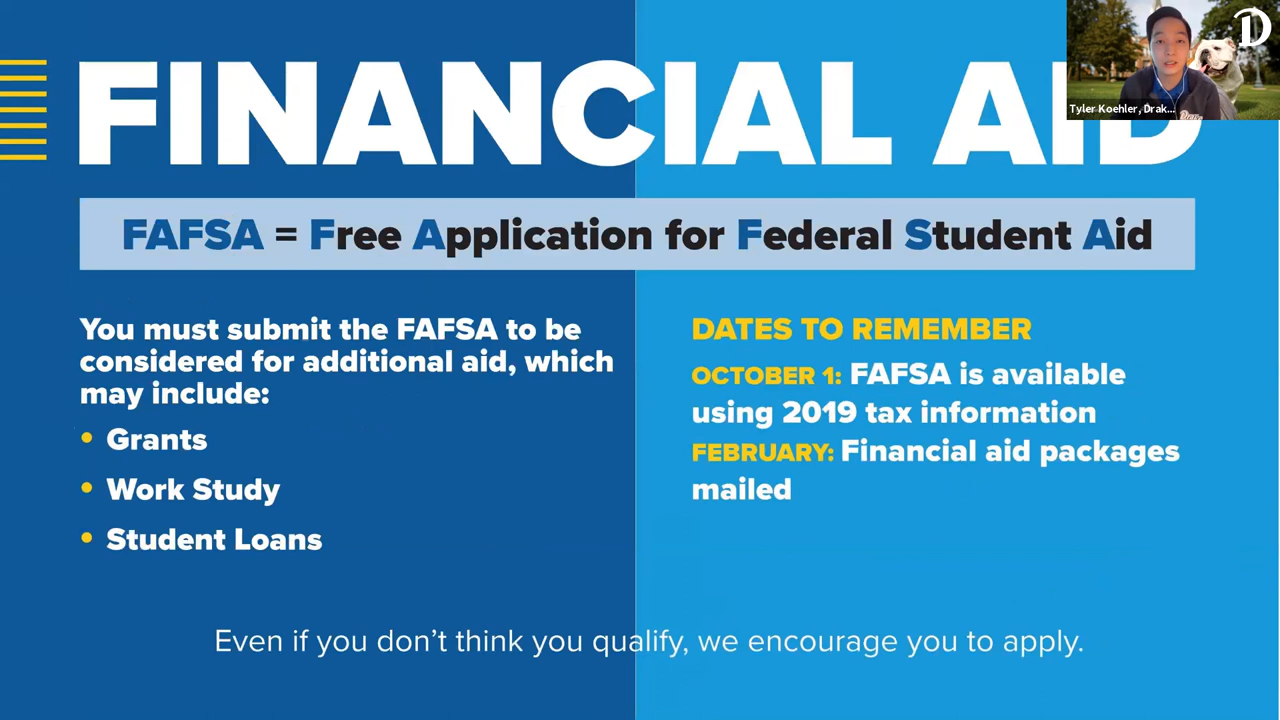 FINANCIAL AID
Tyler Koehler, Drak...
FAFSA = Free Application for Federal Student Aid
You must submit the FAFSA to be
considered for additional aid, which
may include:
• Grants
• Work Study
• Student Loans
DATES TO REMEMBER
OCTOBER 1: FAFSA is available
using 2019 tax information
FEBRUARY: Financial aid packages
mailed
Even if you don’t think you qualify, we encourage you to apply.